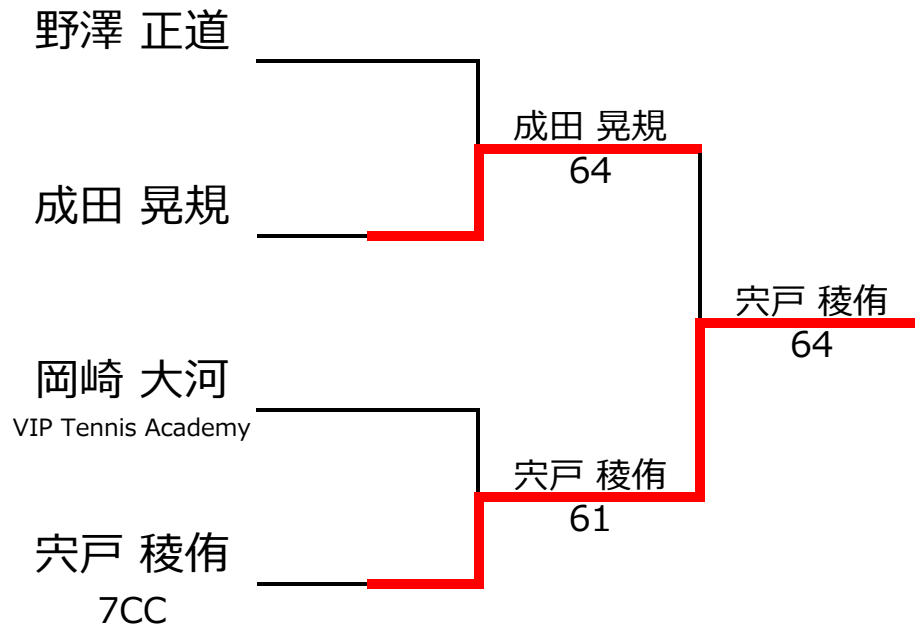 野澤 正道
成田 晃規
64
成田 晃規
宍戸 稜侑
64
岡崎 大河
VIP Tennis Academy
宍戸 稜侑
61
宍戸 稜侑
7CC